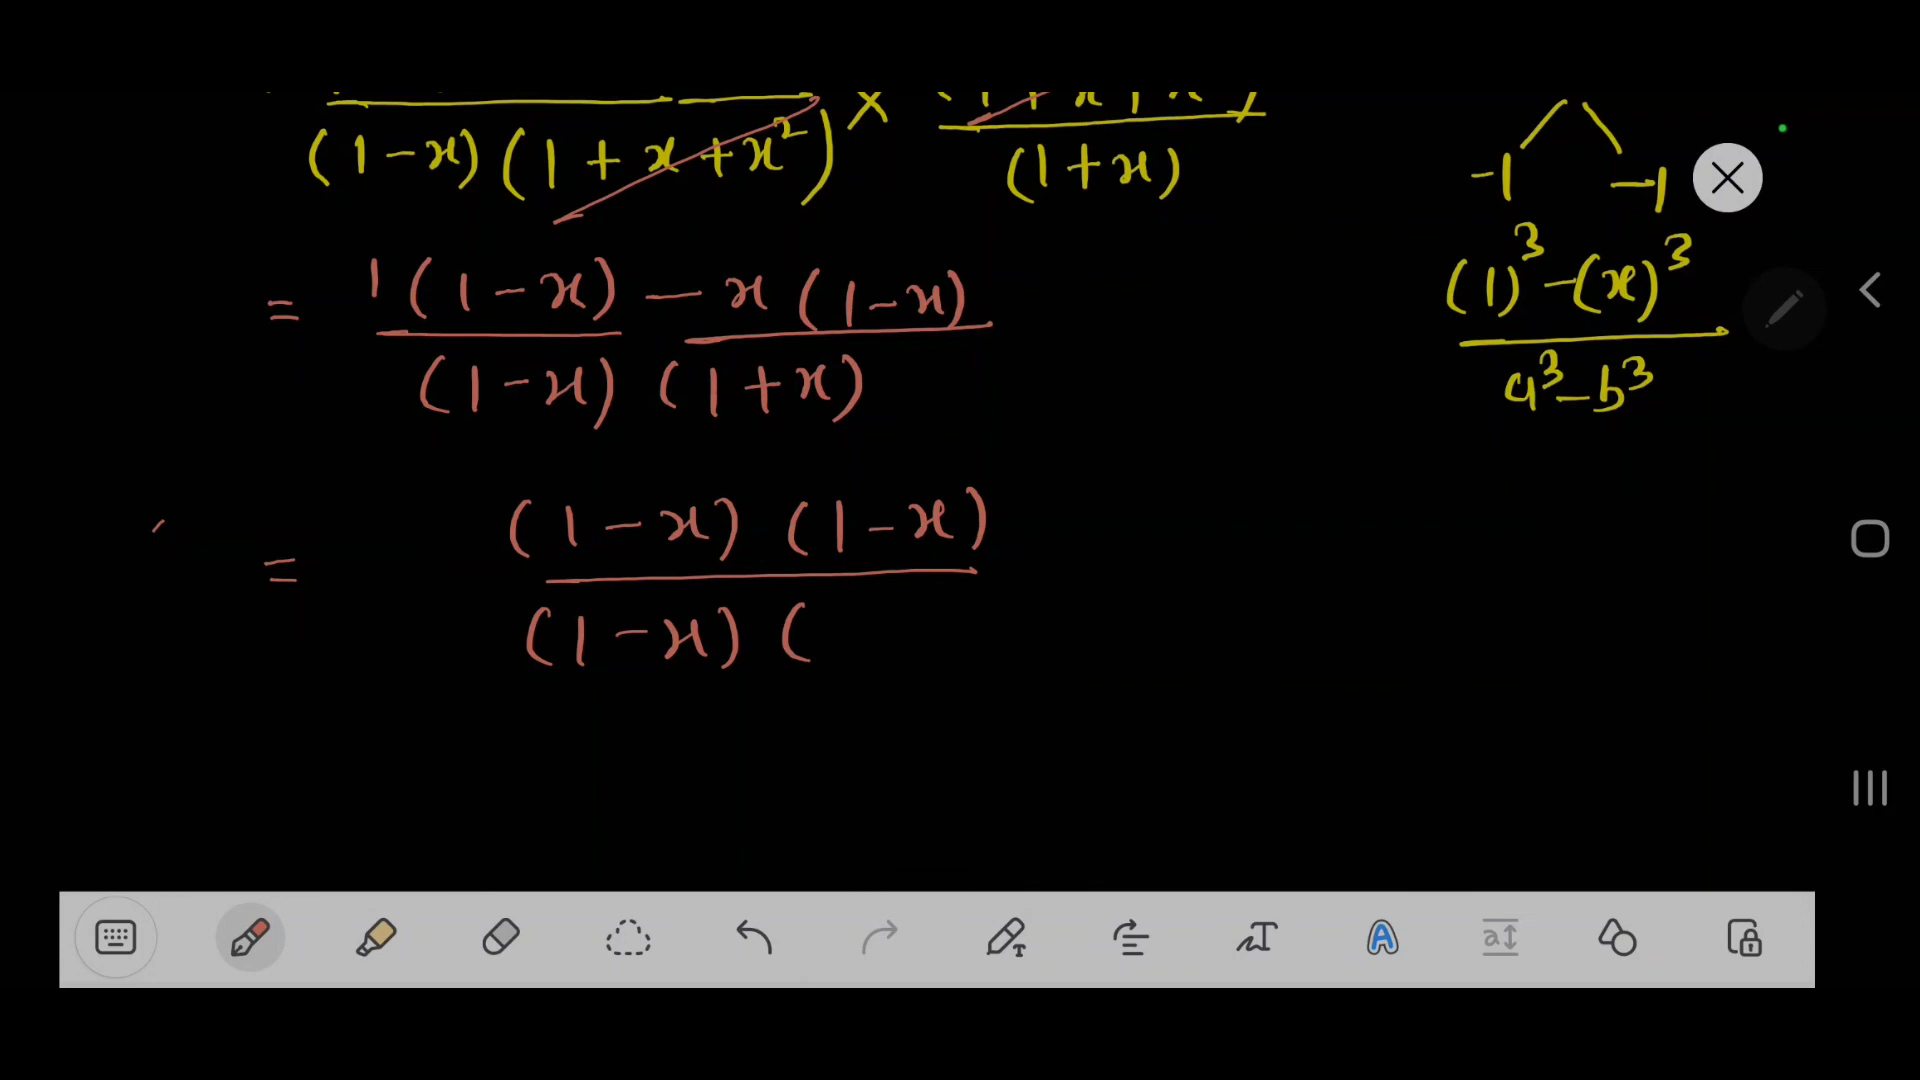 (1-x)(1+x+x²) × (1+x)
-1 -1
= 1(1-x) - x(1-x)
(1-x) (1+x)
(1)³-(x)³
a³-b³
= (1-x) (1-x)
(1-x) (